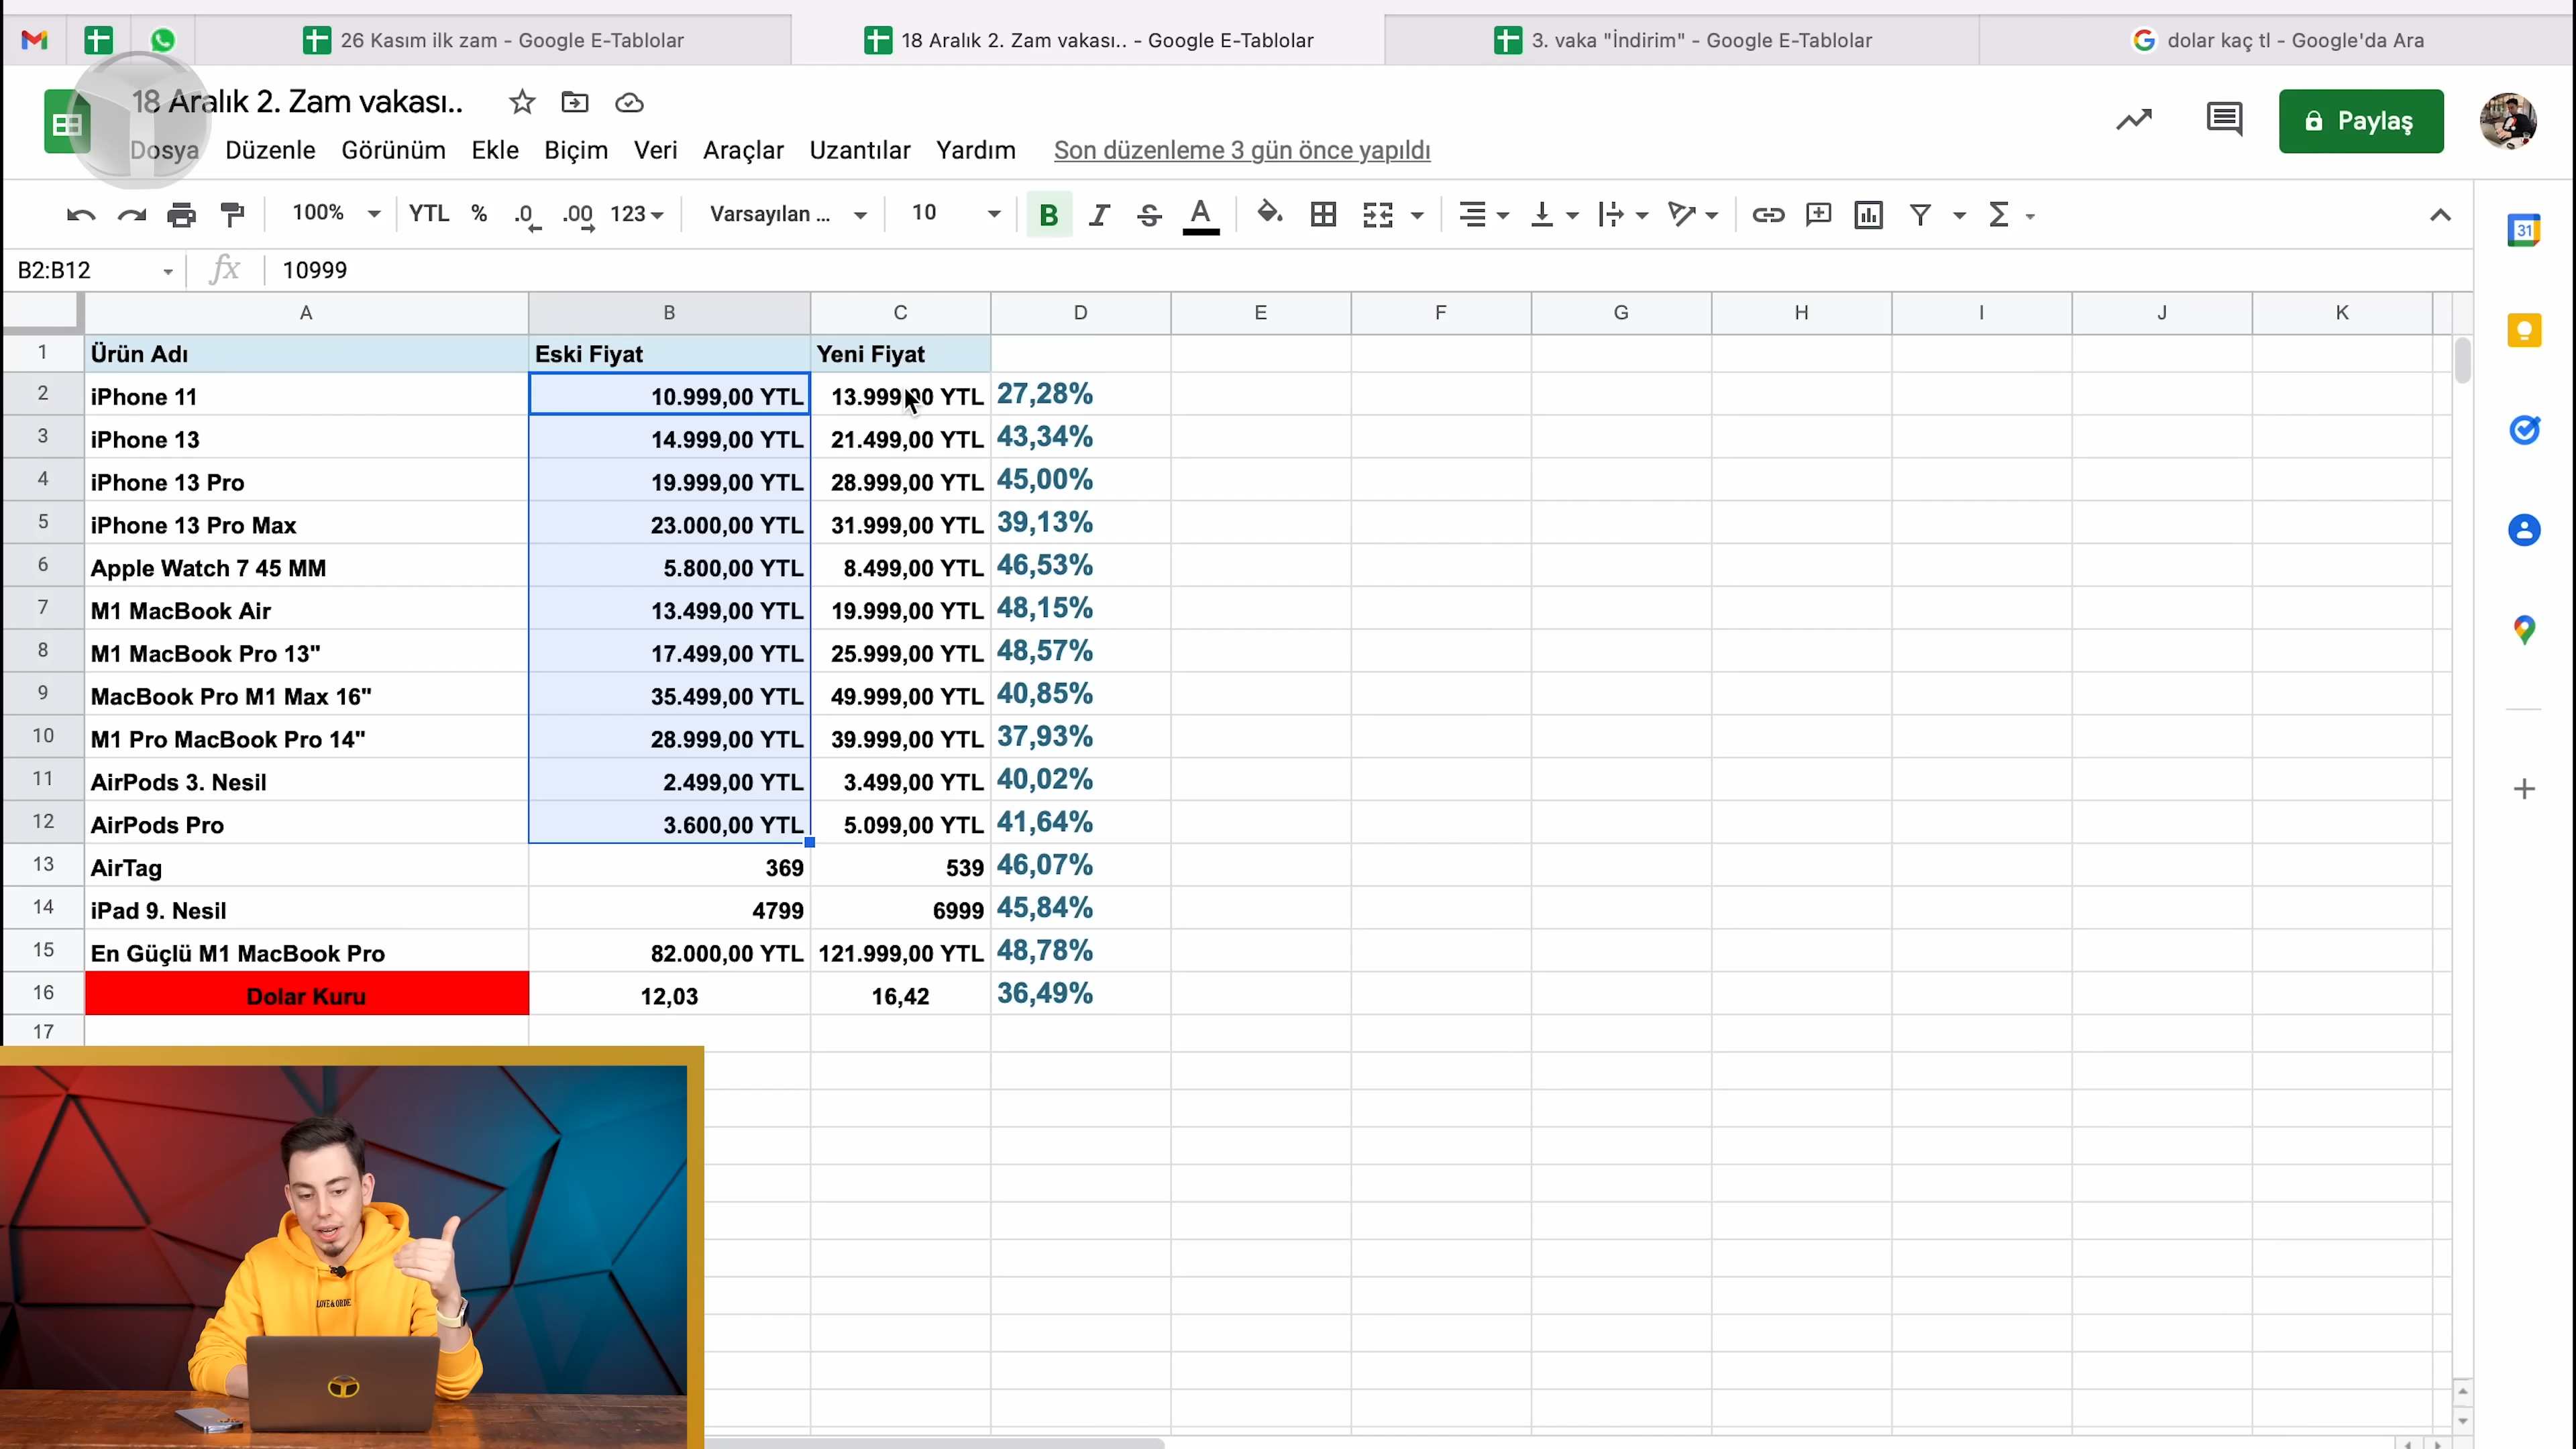 26 Kasım ilk zam - Google E-Tablolar
18 Aralık 2. Zam vakası.. - Google E-Tablolar
3. vaka "İndirim" - Google E-Tablolar
dolar kaç tl - Google'da Ara
18 Aralık 2. Zam vakası..
Paylaş
Dosya Düzenle Görünüm Ekle Biçim Veri Araçlar Uzantılar Yardım Son düzenleme 3 gün önce yapıldı
100% YTL % .0 .00 123 Varsayılan ... 10 B I S A Σ
31
B2:B12 fx 10999
A B C D E F G H I J K
1 Ürün Adı Eski Fiyat Yeni Fiyat
2 iPhone 11 10.999,00 YTL 13.999,00 YTL 27,28%
3 iPhone 13 14.999,00 YTL 21.499,00 YTL 43,34%
4 iPhone 13 Pro 19.999,00 YTL 28.999,00 YTL 45,00%
5 iPhone 13 Pro Max 23.000,00 YTL 31.999,00 YTL 39,13%
6 Apple Watch 7 45 MM 5.800,00 YTL 8.499,00 YTL 46,53%
7 M1 MacBook Air 13.499,00 YTL 19.999,00 YTL 48,15%
8 M1 MacBook Pro 13" 17.499,00 YTL 25.999,00 YTL 48,57%
9 MacBook Pro M1 Max 16" 35.499,00 YTL 49.999,00 YTL 40,85%
10 M1 Pro MacBook Pro 14" 28.999,00 YTL 39.999,00 YTL 37,93%
11 AirPods 3. Nesil 2.499,00 YTL 3.499,00 YTL 40,02%
12 AirPods Pro 3.600,00 YTL 5.099,00 YTL 41,64%
13 AirTag 369 539 46,07%
14 iPad 9. Nesil 4799 6999 45,84%
15 En Güçlü M1 MacBook Pro 82.000,00 YTL 121.999,00 YTL 48,78%
16 Dolar Kuru 12,03 16,42 36,49%
17
LOVE & ORDE